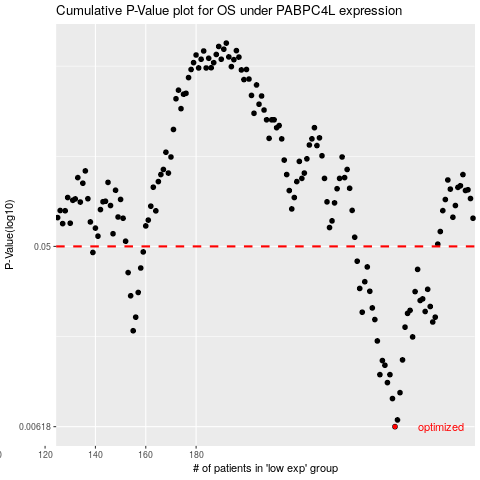 Cumulative P-Value plot for OS under PABPC4L expression
P-Value(log10)
0.05
0.00618
optimized
0
120
140
160
180
# of patients in 'low exp' group